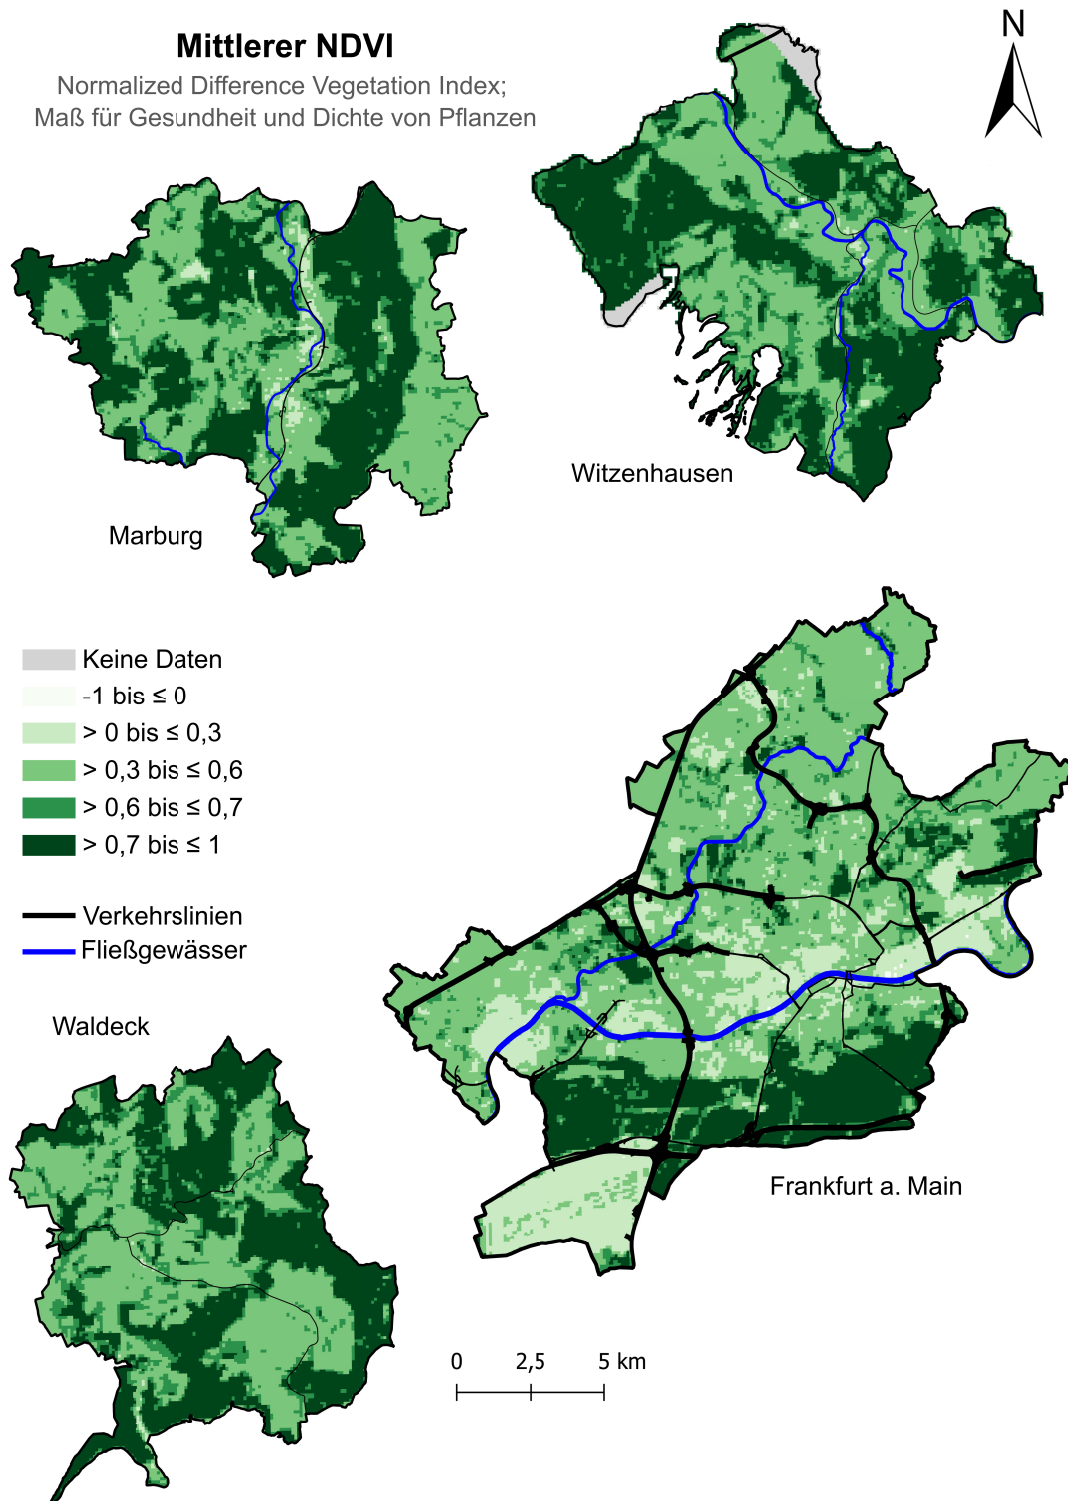 Mittlerer NDVI
Normalized Difference Vegetation Index;
Maß für Gesundheit und Dichte von Pflanzen
N
Witzenhausen
Marburg
Keine Daten
-1 bis ≤ 0
> 0 bis ≤ 0,3
> 0,3 bis ≤ 0,6
> 0,6 bis ≤ 0,7
> 0,7 bis ≤ 1
Verkehrslinien
Fließgewässer
Waldeck
Frankfurt a. Main
0 2,5 5 km